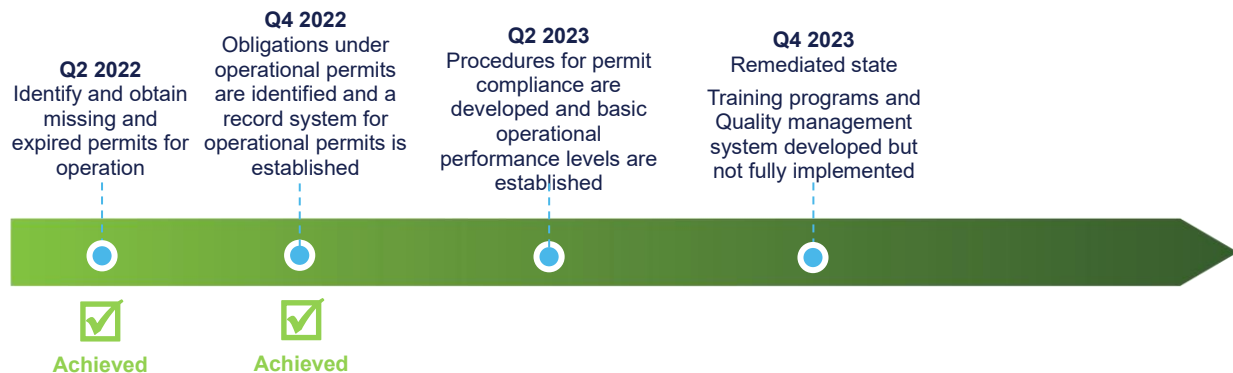 Q2 2022
Identify and obtain
missing and
expired permits for
operation
Q4 2022
Obligations under
operational permits
are identified and a
record system for
operational permits is
established
Q2 2023
Procedures for permit
compliance are
developed and basic
operational
performance levels are
established
Q4 2023
Remediated state
Training programs and
Quality management
system developed but
not fully implemented
Achieved
Achieved